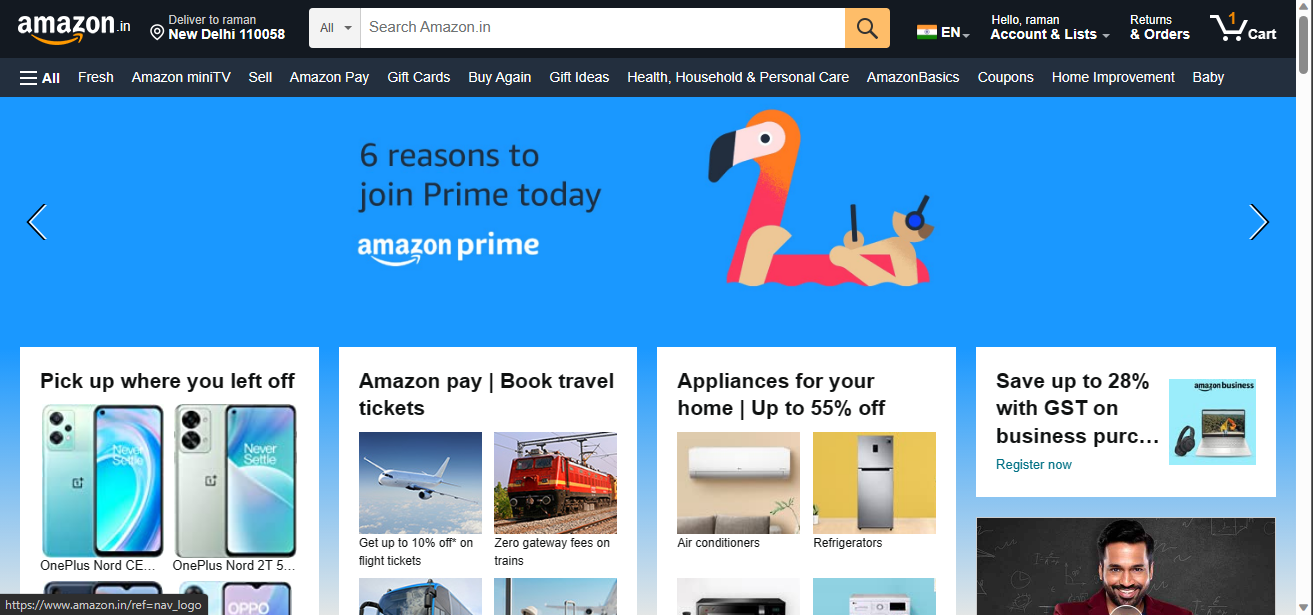 amazon.in
Deliver to raman
New Delhi 110058
All
Search Amazon.in
EN
Hello, raman
Account & Lists
Returns
& Orders
1
Cart
All Fresh Amazon miniTV Sell Amazon Pay Gift Cards Buy Again Gift Ideas Health, Household & Personal Care AmazonBasics Coupons Home Improvement Baby
6 reasons to
join Prime today
amazon prime
Pick up where you left off
Never
Settle
Never
Settle
OnePlus Nord CE...
OnePlus Nord 2T 5...
OPPO
Amazon pay | Book travel
tickets
Get up to 10% off* on
flight tickets
Zero gateway fees on
trains
Appliances for your
home | Up to 55% off
Air conditioners
Refrigerators
Save up to 28%
with GST on
business purc...
Register now
amazon business
https://www.amazon.in/ref=nav_logo